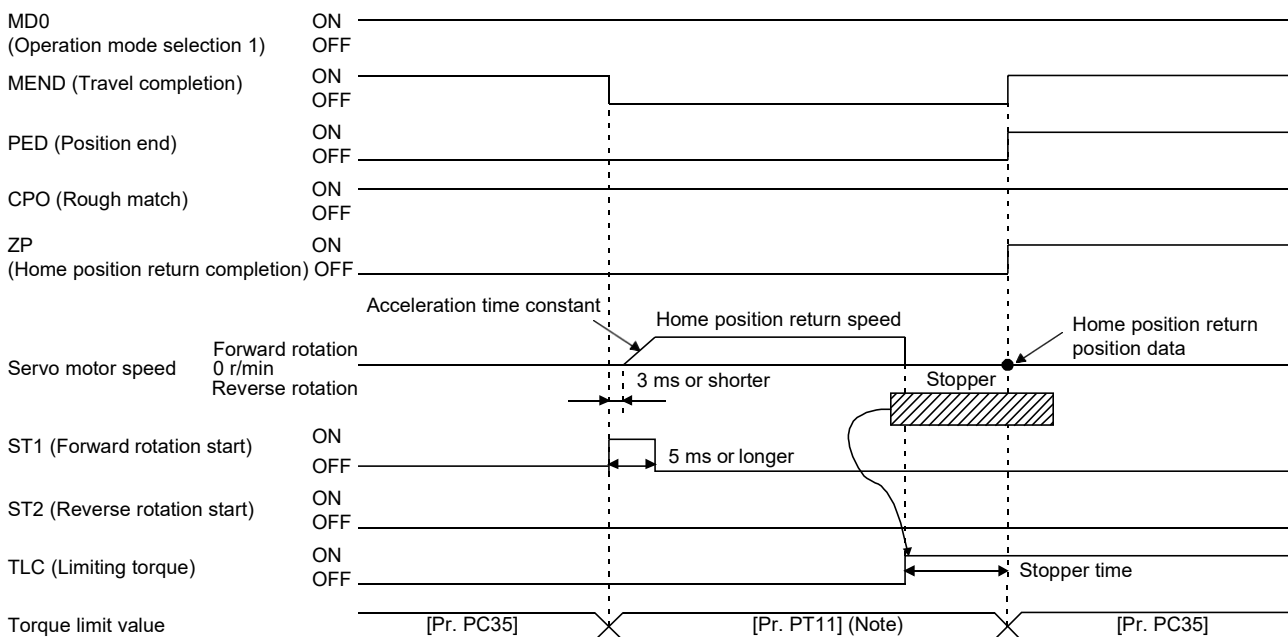 MD0
(Operation mode selection 1)
ON
OFF
MEND (Travel completion)
ON
OFF
PED (Position end)
ON
OFF
CPO (Rough match)
ON
OFF
ZP
(Home position return completion)
ON
OFF
Acceleration time constant
Home position return speed
Home position return
position data
Servo motor speed
Forward rotation
0 r/min
Reverse rotation
3 ms or shorter
Stopper
ST1 (Forward rotation start)
ON
OFF
5 ms or longer
ST2 (Reverse rotation start)
ON
OFF
TLC (Limiting torque)
ON
OFF
Stopper time
Torque limit value
[Pr. PC35]
[Pr. PT11] (Note)
[Pr. PC35]